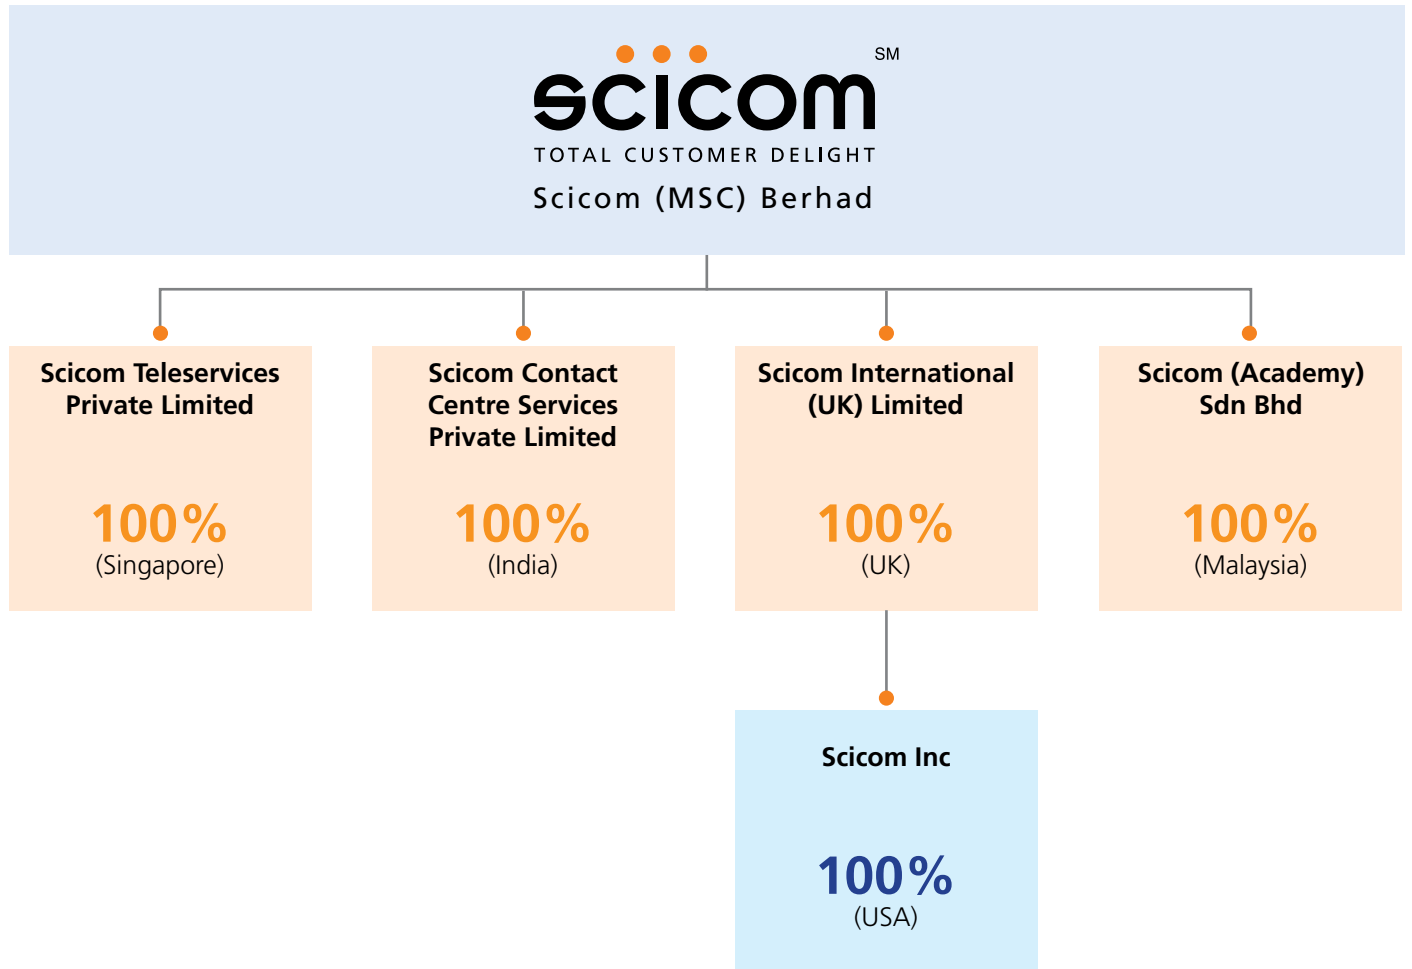 scicom SM
TOTAL CUSTOMER DELIGHT
Scicom (MSC) Berhad
Scicom Teleservices
Private Limited
100%
(Singapore)
Scicom Contact
Centre Services
Private Limited
100%
(India)
Scicom International
(UK) Limited
100%
(UK)
Scicom (Academy)
Sdn Bhd
100%
(Malaysia)
Scicom Inc
100%
(USA)